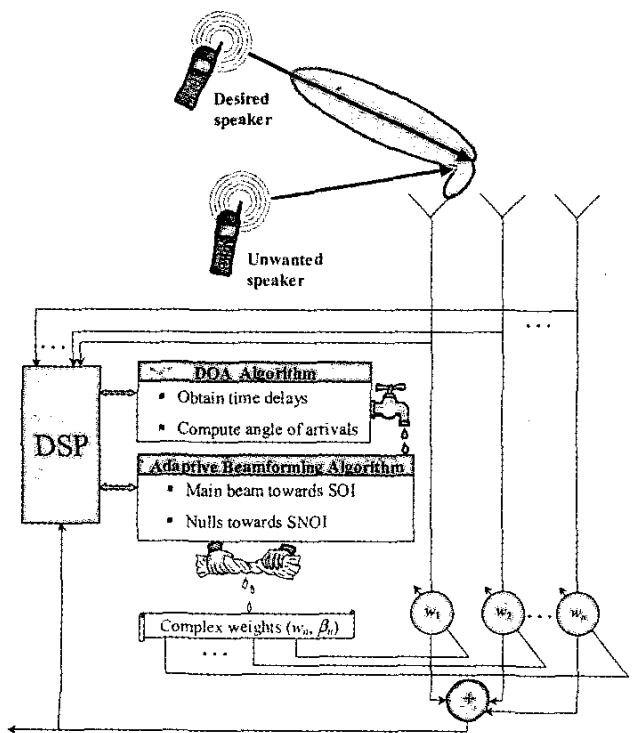 Desired
speaker
Unwanted
speaker
...
...
DOA Algorithm
▪ Obtain time delays
▪ Compute angle of arrivals
DSP
Adaptive Beamforming Algorithm
▪ Main beam towards SOI
▪ Nulls towards SNOI
w₁
w₂
...
wₙ
Complex weights (wₙ, βₙ)
...
+